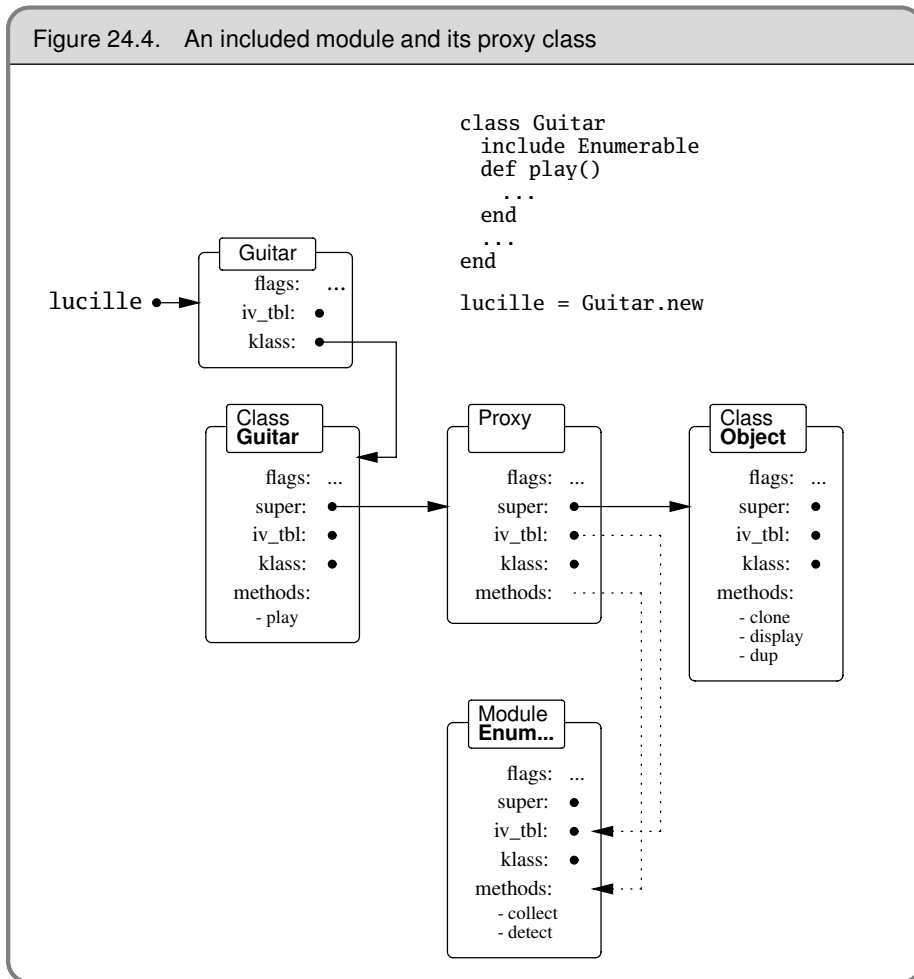 Figure 24.4. An included module and its proxy class
class Guitar
include Enumerable
def play()
...
end
...
end
lucille = Guitar.new
lucille
Guitar
flags: ...
iv_tbl:
klass:
Class
Guitar
flags: ...
super:
iv_tbl:
klass:
methods:
- play
Proxy
flags: ...
super:
iv_tbl:
klass:
methods:
Class
Object
flags: ...
super:
iv_tbl:
klass:
methods:
- clone
- display
- dup
Module
Enum...
flags: ...
super:
iv_tbl:
klass:
methods:
- collect
- detect